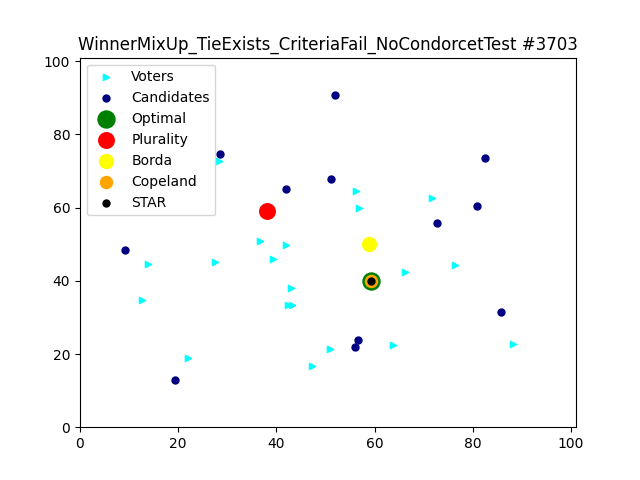 WinnerMixUp_TieExists_CriteriaFail_NoCondorcetTest #3703
100
80
60
40
20
0
Voters
Candidates
Optimal
Plurality
Borda
Copeland
STAR
0 20 40 60 80 100